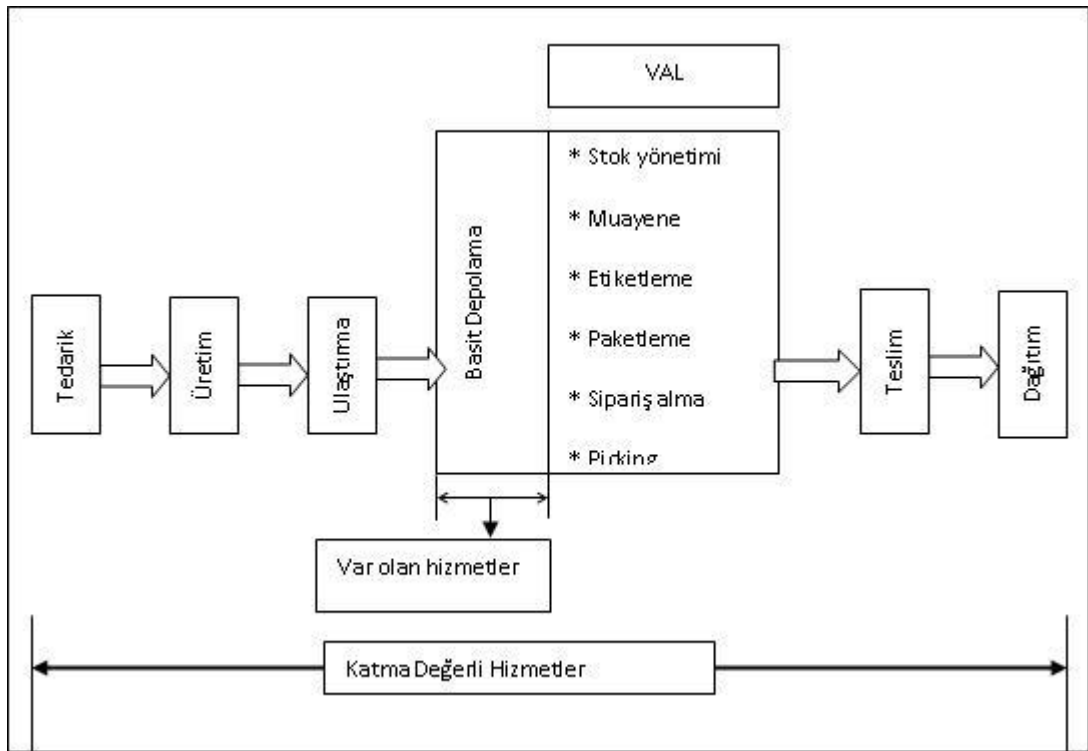 VAL
* Stok yönetimi
* Muayene
* Etiketleme
* Paketleme
* Sipariş alma
* Picking
Basit Depolama
Tedarik
Üretim
Ulaştırma
Teslim
Dağıtım
Var olan hizmetler
Katma Değerli Hizmetler